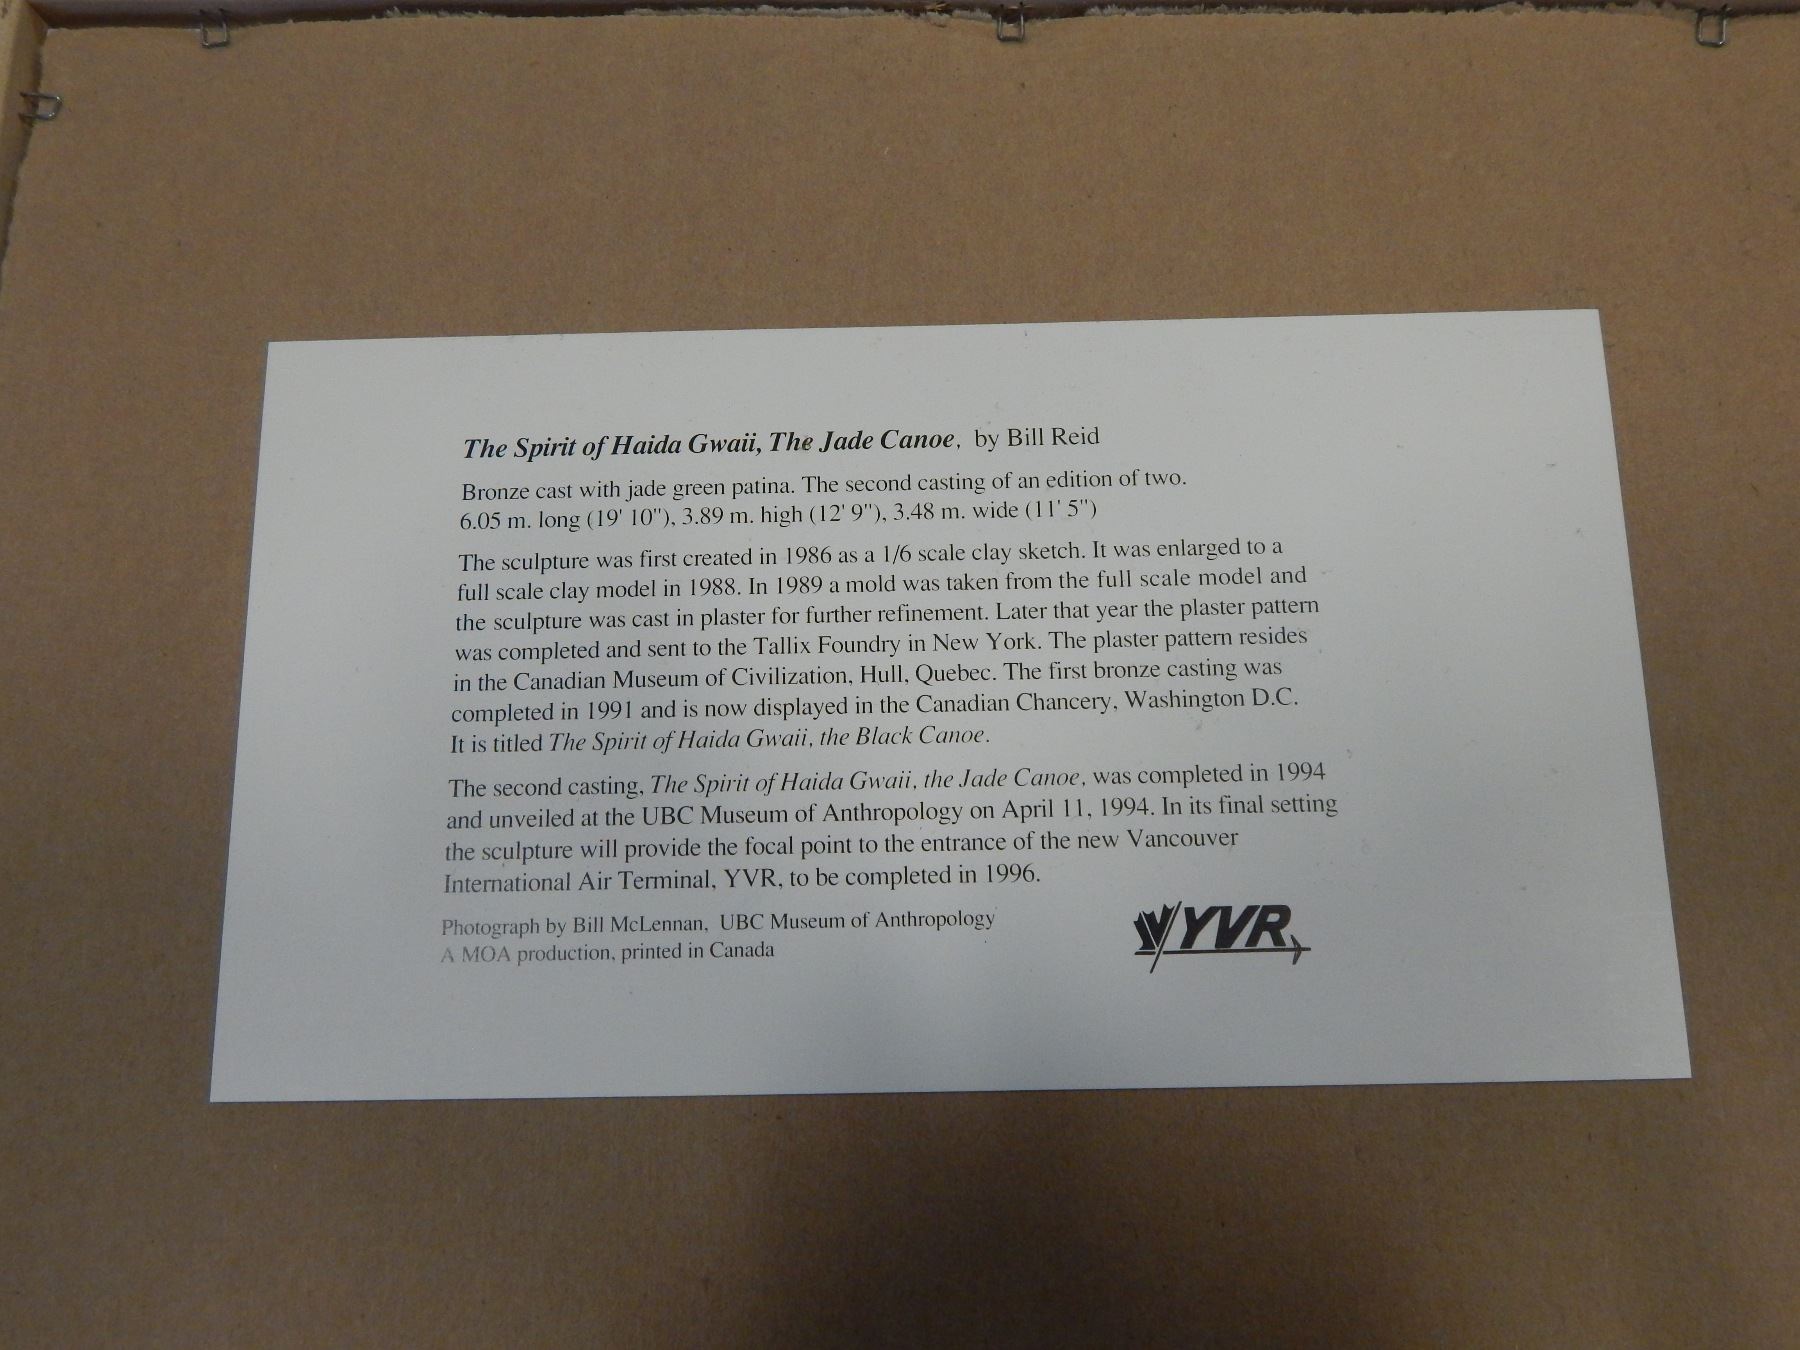 The Spirit of Haida Gwaii, The Jade Canoe, by Bill Reid
Bronze cast with jade green patina. The second casting of an edition of two.
6.05 m. long (19' 10"), 3.89 m. high (12' 9"), 3.48 m. wide (11' 5")
The sculpture was first created in 1986 as a 1/6 scale clay sketch. It was enlarged to a
full scale clay model in 1988. In 1989 a mold was taken from the full scale model and
the sculpture was cast in plaster for further refinement. Later that year the plaster pattern
was completed and sent to the Tallix Foundry in New York. The plaster pattern resides
in the Canadian Museum of Civilization, Hull, Quebec. The first bronze casting was
completed in 1991 and is now displayed in the Canadian Chancery, Washington D.C.
It is titled The Spirit of Haida Gwaii, the Black Canoe.
The second casting, The Spirit of Haida Gwaii, the Jade Canoe, was completed in 1994
and unveiled at the UBC Museum of Anthropology on April 11, 1994. In its final setting
the sculpture will provide the focal point to the entrance of the new Vancouver
International Air Terminal, YVR, to be completed in 1996.
Photograph by Bill McLennan, UBC Museum of Anthropology
A MOA production, printed in Canada
YVR